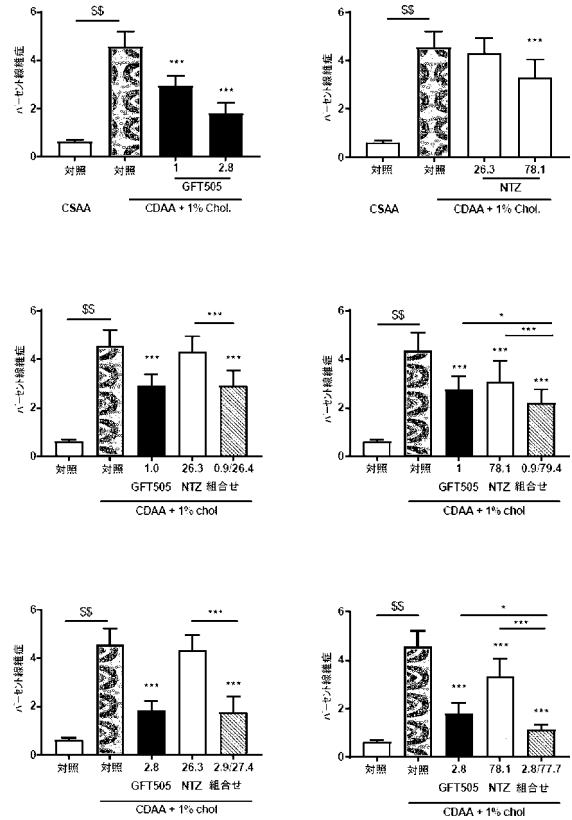 S$
パーセント線維症
6
4
2
0
***
***
対照 対照 1 2.8
GFT505
CSAA CDAA + 1% Chol.
S$
パーセント線維症
6
4
2
0
***
対照 対照 26.3 78.1
NTZ
CSAA CDAA + 1% Chol.
$S
パーセント線維症
6
4
2
0
***
***
***
対照 対照 1.0 26.3 0.9/26.4
GFT505 NTZ 組合せ
CDAA + 1% chol
S$
パーセント線維症
6
4
2
0
*
***
***
***
***
対照 対照 1 78.1 0.9/79.4
GFT505 NTZ 組合せ
CDAA + 1% chol
S$
パーセント線維症
6
4
2
0
***
***
***
対照 対照 2.8 26.3 2.9/27.4
GFT505 NTZ 組合せ
CDAA + 1% chol
$S
パーセント線維症
6
4
2
0
*
***
***
***
***
対照 対照 2.8 78.1 2.8/77.7
GFT505 NTZ 組合せ
CDAA + 1% chol